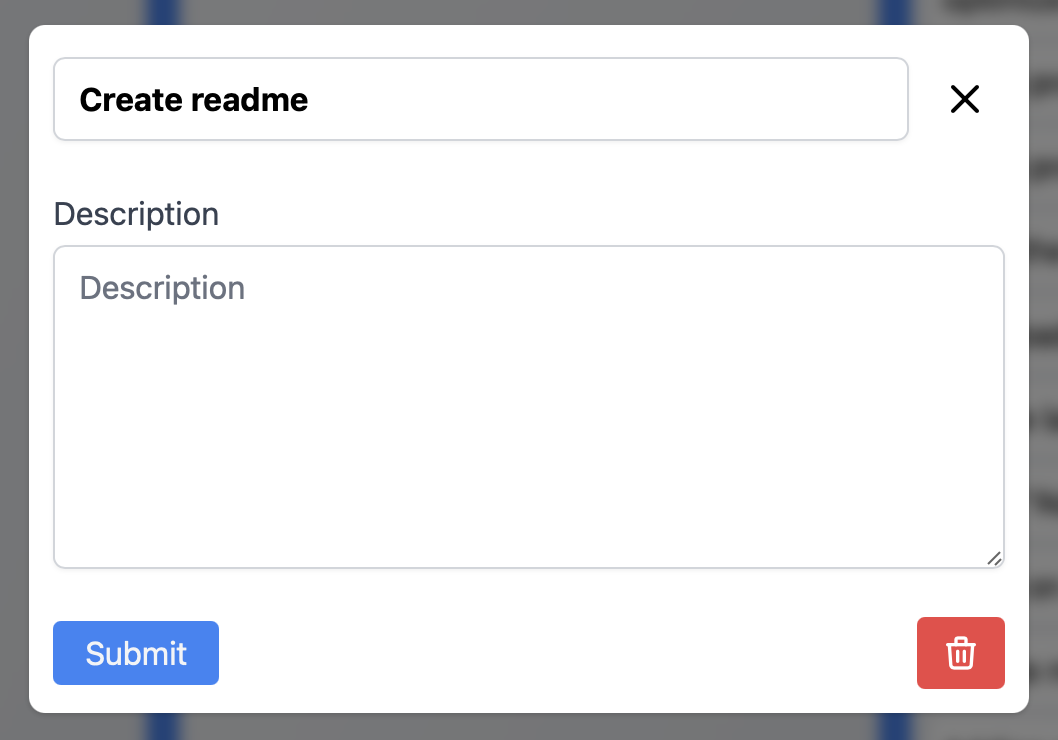 Create readme
Description
Description
Submit